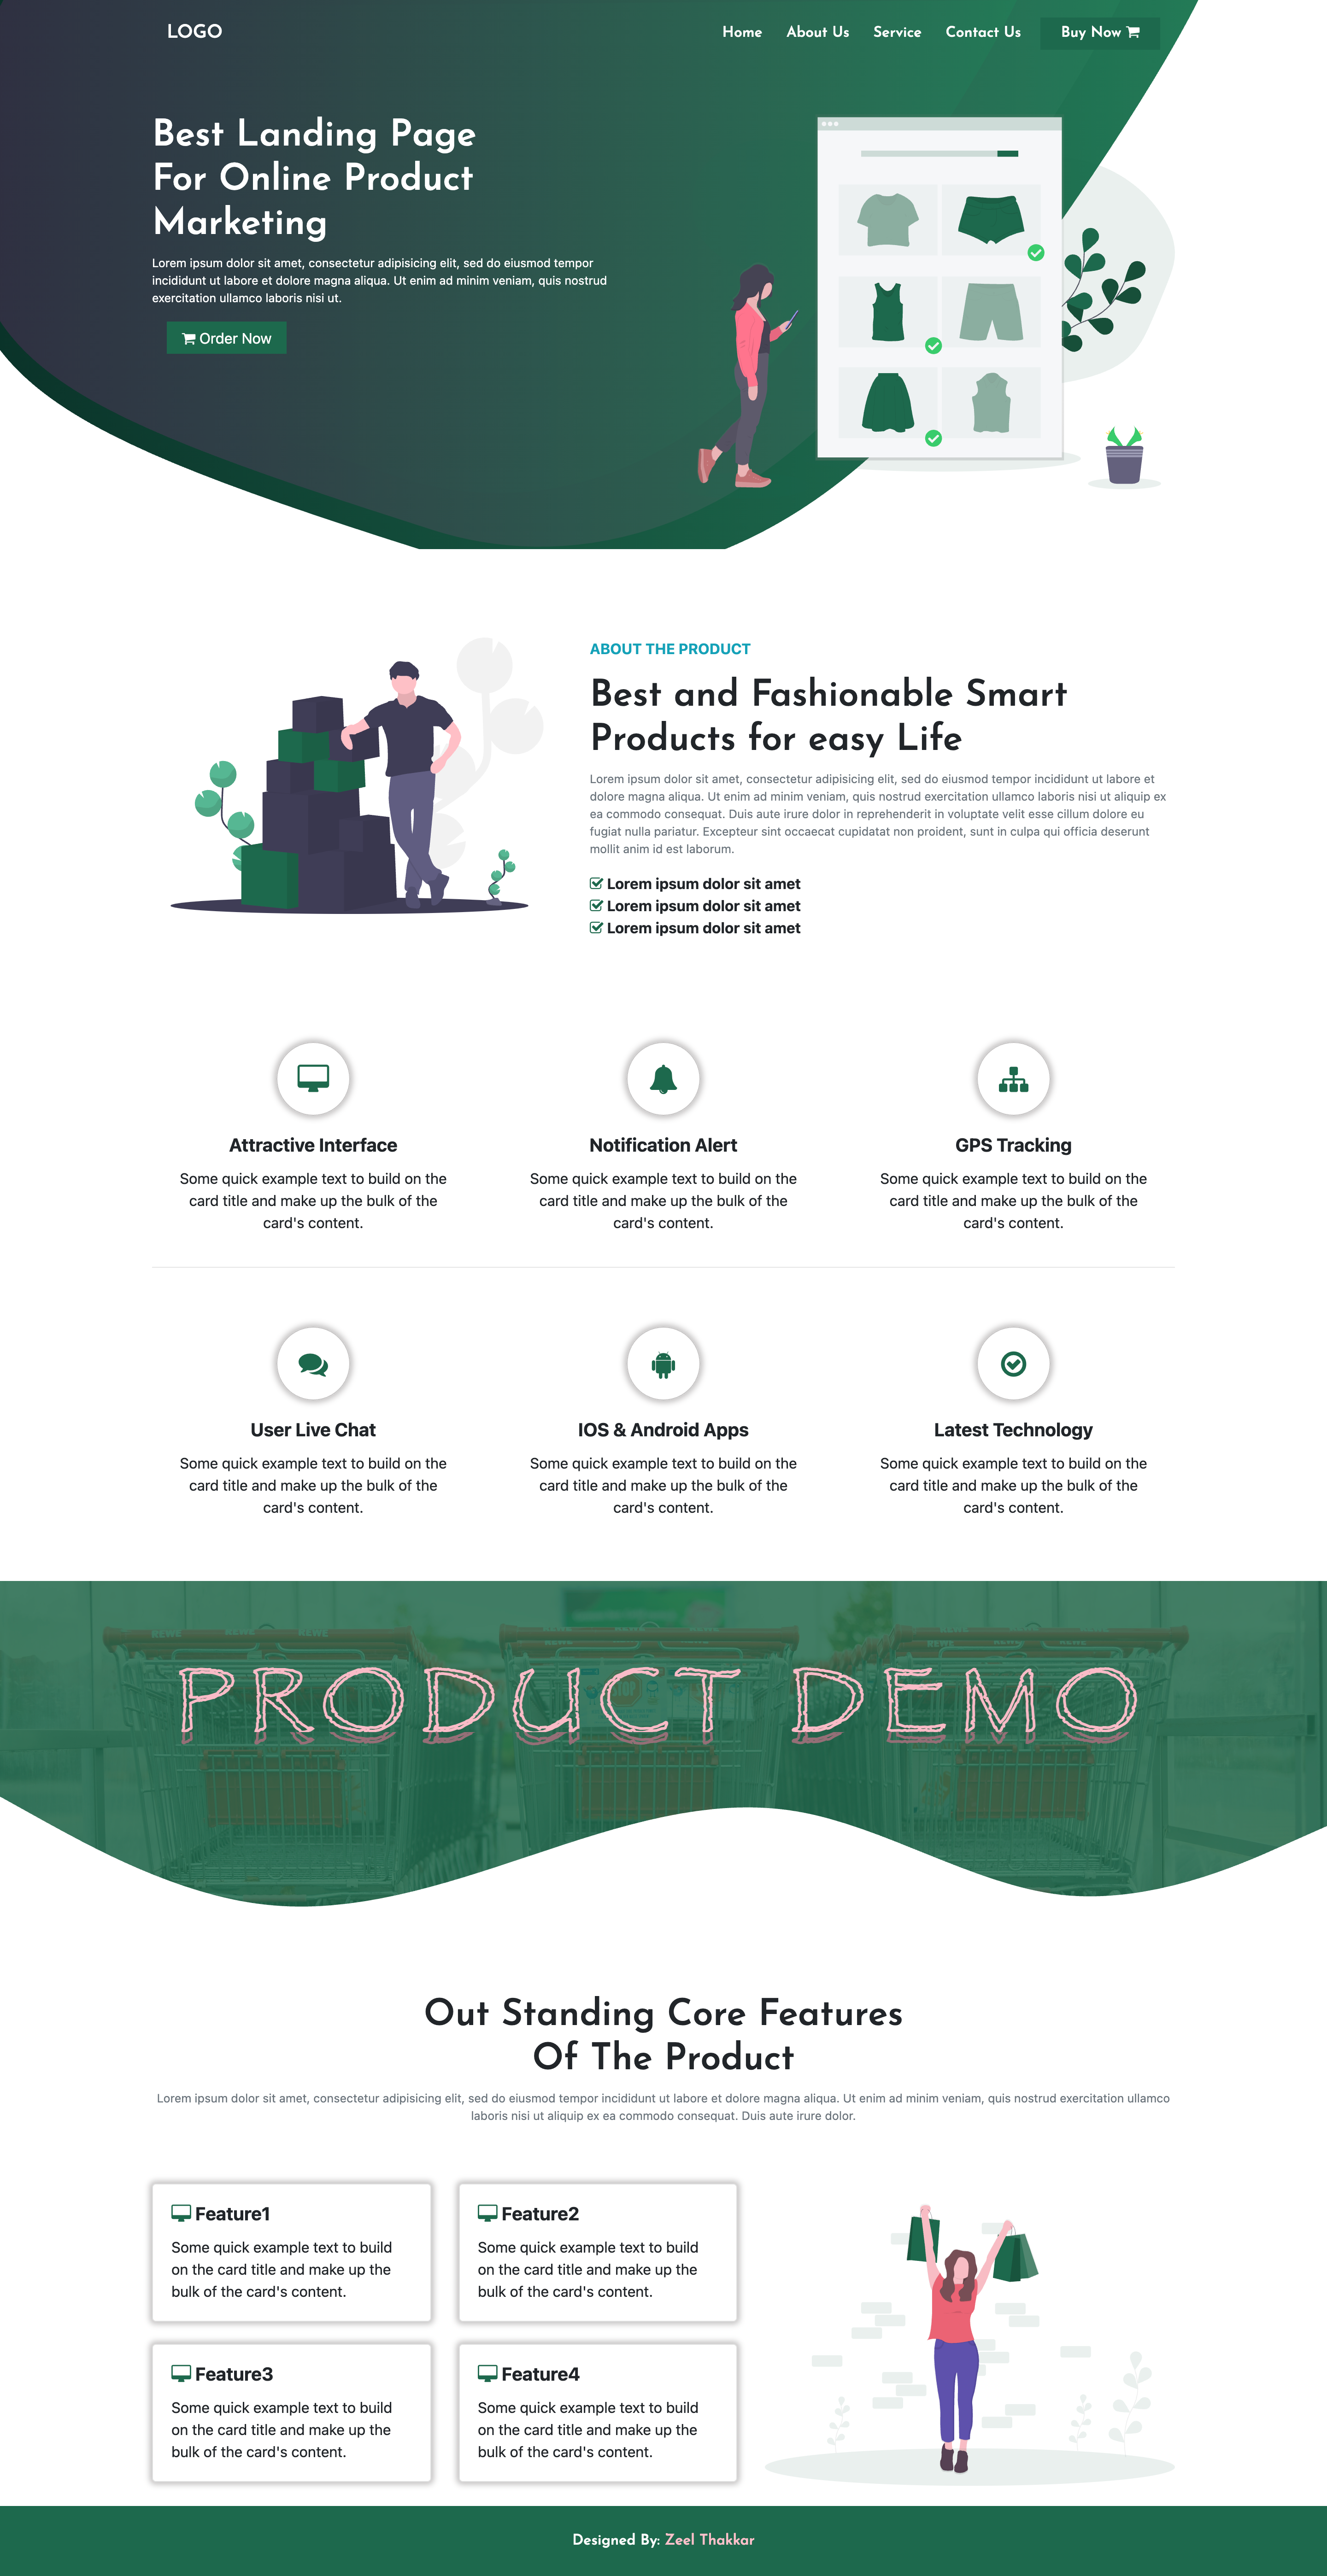 LOGO
Home About Us Service Contact Us Buy Now
Best Landing Page
For Online Product
Marketing
Lorem ipsum dolor sit amet, consectetur adipisicing elit, sed do eiusmod tempor
incididunt ut labore et dolore magna aliqua. Ut enim ad minim veniam, quis nostrud
exercitation ullamco laboris nisi ut.
Order Now
ABOUT THE PRODUCT
Best and Fashionable Smart
Products for easy Life
Lorem ipsum dolor sit amet, consectetur adipisicing elit, sed do eiusmod tempor incididunt ut labore et
dolore magna aliqua. Ut enim ad minim veniam, quis nostrud exercitation ullamco laboris nisi ut aliquip ex
ea commodo consequat. Duis aute irure dolor in reprehenderit in voluptate velit esse cillum dolore eu
fugiat nulla pariatur. Excepteur sint occaecat cupidatat non proident, sunt in culpa qui officia deserunt
mollit anim id est laborum.
Lorem ipsum dolor sit amet
Lorem ipsum dolor sit amet
Lorem ipsum dolor sit amet
Attractive Interface
Some quick example text to build on the
card title and make up the bulk of the
card's content.
Notification Alert
Some quick example text to build on the
card title and make up the bulk of the
card's content.
GPS Tracking
Some quick example text to build on the
card title and make up the bulk of the
card's content.
User Live Chat
Some quick example text to build on the
card title and make up the bulk of the
card's content.
IOS & Android Apps
Some quick example text to build on the
card title and make up the bulk of the
card's content.
Latest Technology
Some quick example text to build on the
card title and make up the bulk of the
card's content.
REWE REWE REWE REWE REWE REWE REWE
PRODUCT DEMO
Out Standing Core Features
Of The Product
Lorem ipsum dolor sit amet, consectetur adipisicing elit, sed do eiusmod tempor incididunt ut labore et dolore magna aliqua. Ut enim ad minim veniam, quis nostrud exercitation ullamco
laboris nisi ut aliquip ex ea commodo consequat. Duis aute irure dolor.
Feature1
Some quick example text to build
on the card title and make up the
bulk of the card's content.
Feature2
Some quick example text to build
on the card title and make up the
bulk of the card's content.
Feature3
Some quick example text to build
on the card title and make up the
bulk of the card's content.
Feature4
Some quick example text to build
on the card title and make up the
bulk of the card's content.
Designed By: Zeel Thakkar